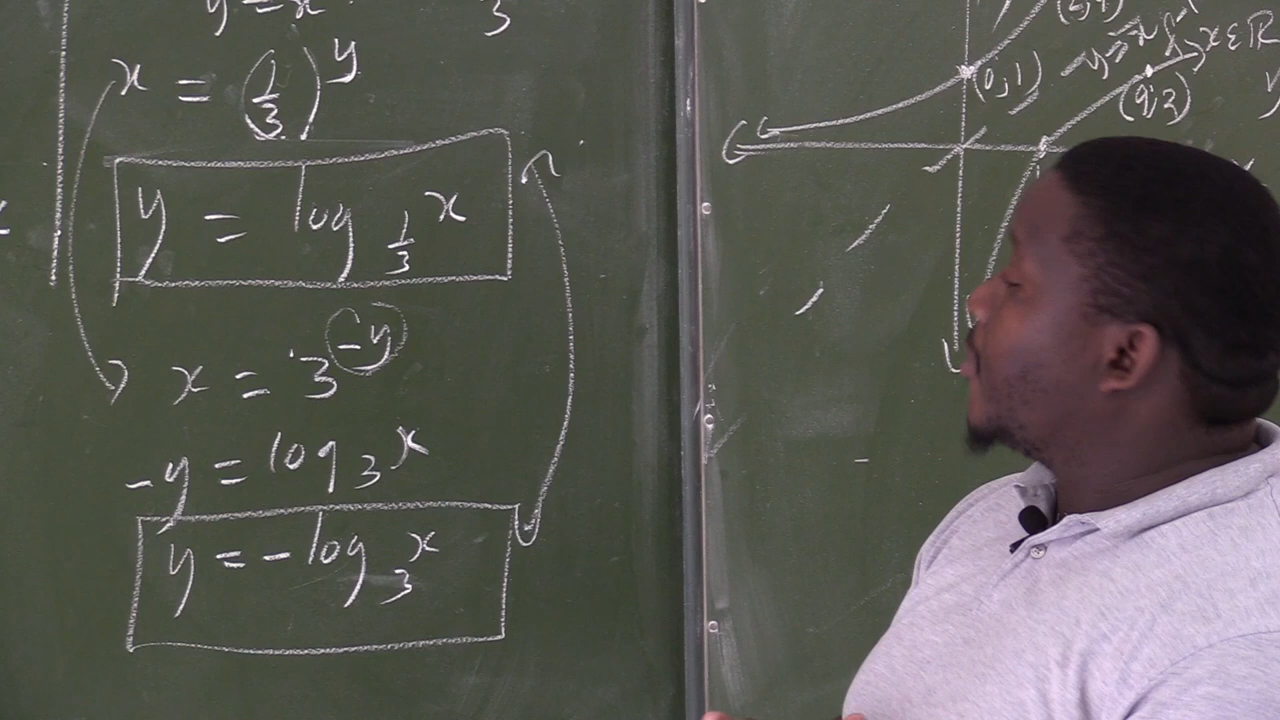 x = (1/3)^y
y = log_{1/3} x
x = 3^{-y}
-y = log_3 x
y = -log_3 x
(0,1)
(9;2)
x ∈ ℝ